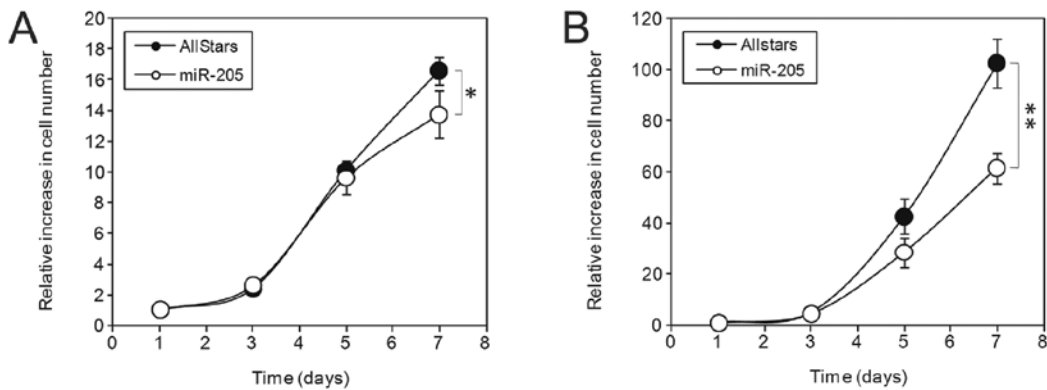 A
20
18
16
14
12
10
8
6
4
2
0
AllStars
miR-205
*
Relative increase in cell number
0 1 2 3 4 5 6 7 8
Time (days)
B
120
100
80
60
40
20
0
Allstars
miR-205
**
Relative increase in cell number
0 1 2 3 4 5 6 7 8
Time (days)